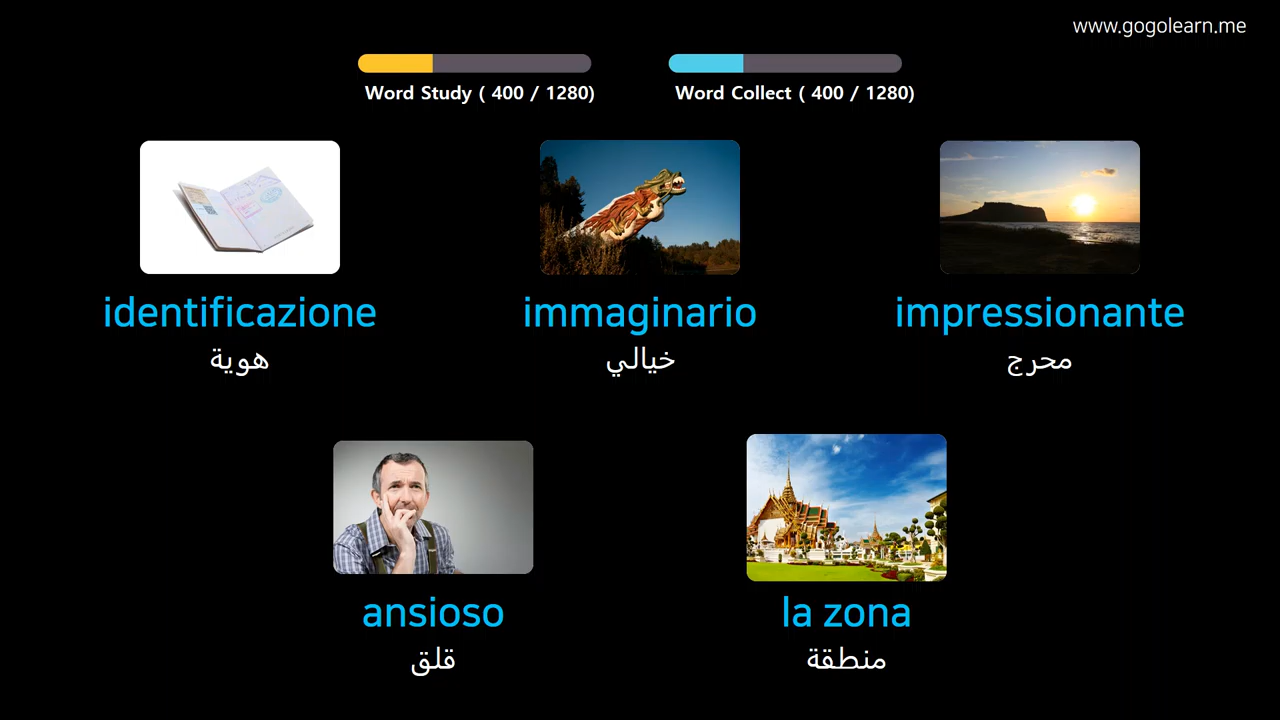 www.gogolearn.me
Word Study ( 400 / 1280)
Word Collect ( 400 / 1280)
identificazione
هوية
immaginario
خيالي
impressionante
محرج
ansioso
قلق
la zona
منطقة